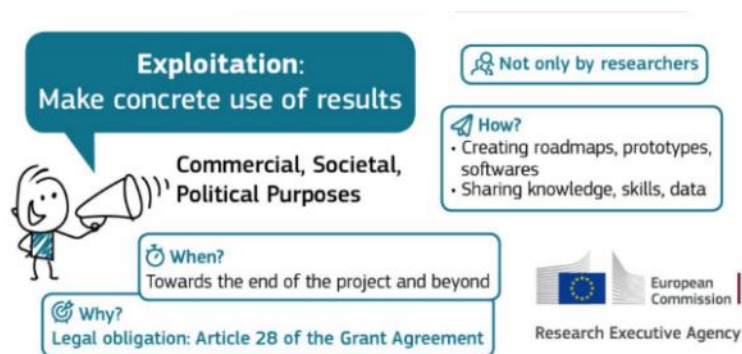 Exploitation:
Make concrete use of results
Commercial, Societal,
Political Purposes
Not only by researchers
How?
• Creating roadmaps, prototypes,
softwares
• Sharing knowledge, skills, data
When?
Towards the end of the project and beyond
Why?
Legal obligation: Article 28 of the Grant Agreement
European
Commission
Research Executive Agency